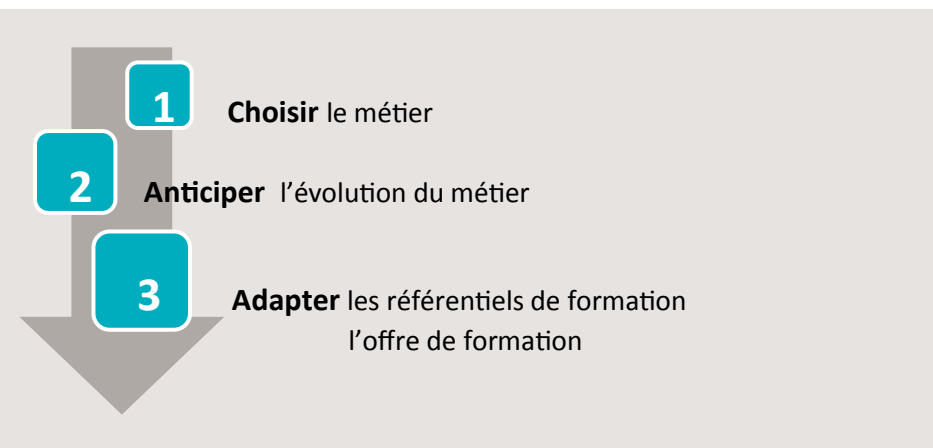 1 Choisir le métier
2 Anticiper l’évolution du métier
3 Adapter les référentiels de formation
l’offre de formation